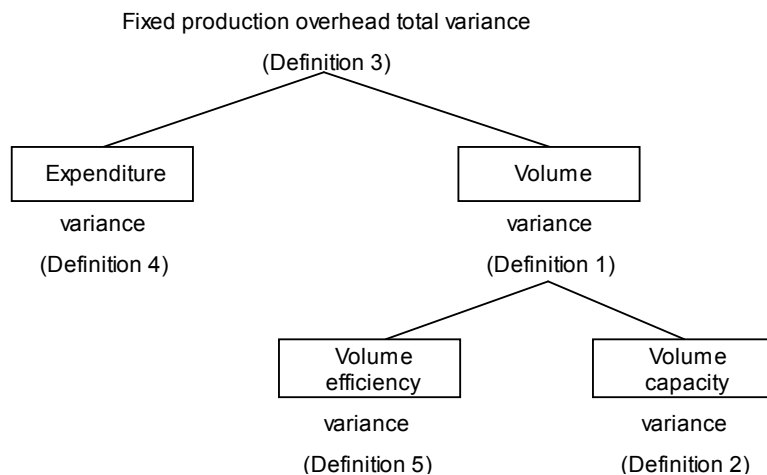 Fixed production overhead total variance
(Definition 3)
Expenditure
variance
(Definition 4)
Volume
variance
(Definition 1)
Volume
efficiency
variance
(Definition 5)
Volume
capacity
variance
(Definition 2)